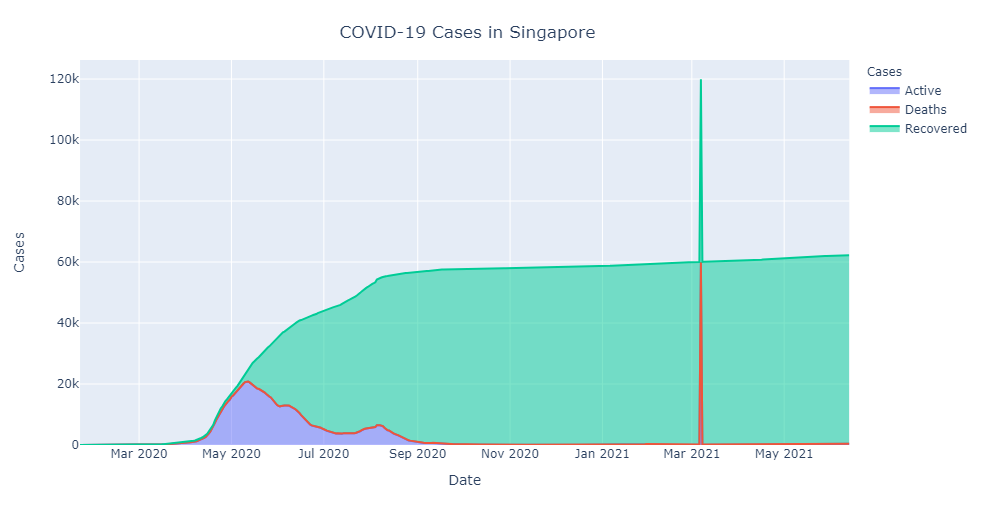 COVID-19 Cases in Singapore
Cases
Active
Deaths
Recovered
120k
100k
80k
60k
40k
20k
0
Cases
Mar 2020
May 2020
Jul 2020
Sep 2020
Nov 2020
Jan 2021
Mar 2021
May 2021
Date